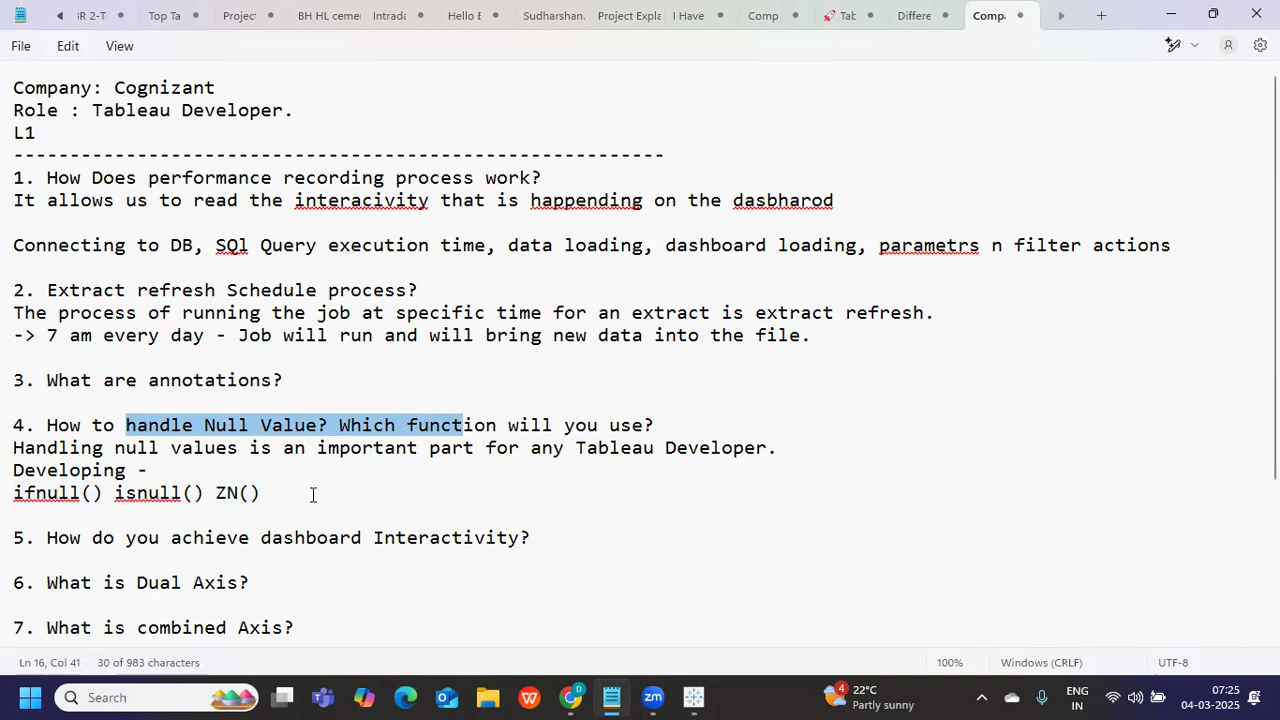 iR 2-T
Top Ta
Project
BH HL ceme
Intrada
Hello E
Sudharshan.
Project Expla
I Have
Comp
Tab
Differe
Compa
File Edit View
Company: Cognizant
Role : Tableau Developer.
L1
----------------------------------------------------------
1. How Does performance recording process work?
It allows us to read the interacivity that is happending on the dasbharod
Connecting to DB, SQl Query execution time, data loading, dashboard loading, parametrs n filter actions
2. Extract refresh Schedule process?
The process of running the job at specific time for an extract is extract refresh.
-> 7 am every day - Job will run and will bring new data into the file.
3. What are annotations?
4. How to handle Null Value? Which function will you use?
Handling null values is an important part for any Tableau Developer.
Developing -
ifnull() isnull() ZN()
5. How do you achieve dashboard Interactivity?
6. What is Dual Axis?
7. What is combined Axis?
Ln 16, Col 41 30 of 983 characters 100% Windows (CRLF) UTF-8
Search
4
22°C
Partly sunny
ENG
IN
07:25
04-03-2025